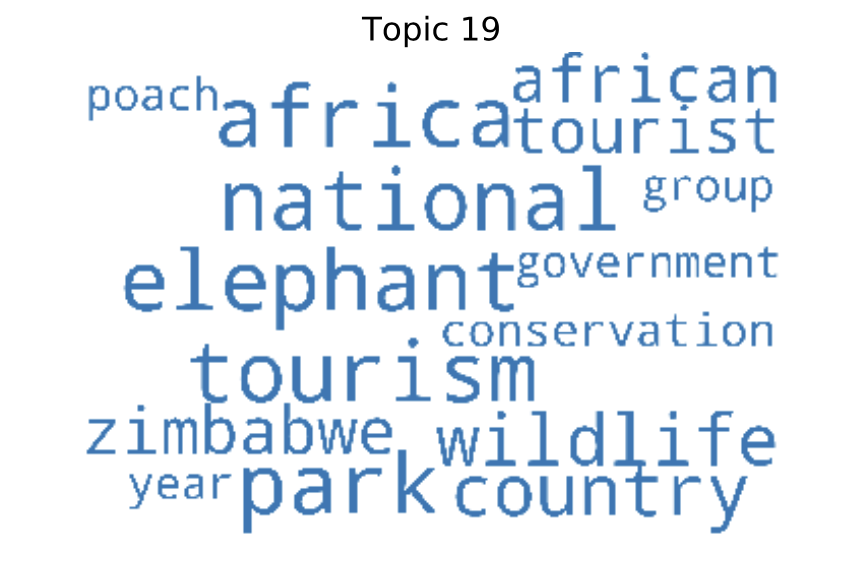 Topic 19
poach africa african
tourist
national group
elephant government
conservation
tourism
zimbabwe wildlife
year park country